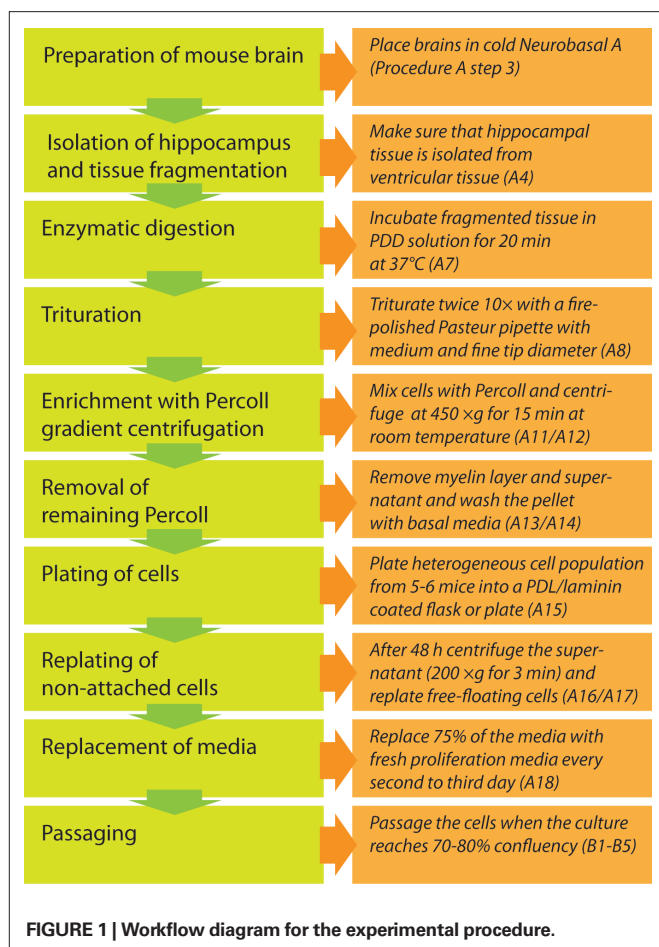 Preparation of mouse brain
Place brains in cold Neurobasal A
(Procedure A step 3)
Isolation of hippocampus
and tissue fragmentation
Make sure that hippocampal
tissue is isolated from
ventricular tissue (A4)
Enzymatic digestion
Incubate fragmented tissue in
PDD solution for 20 min
at 37°C (A7)
Trituration
Triturate twice 10× with a fire-
polished Pasteur pipette with
medium and fine tip diameter (A8)
Enrichment with Percoll
gradient centrifugation
Mix cells with Percoll and centri-
fuge at 450 ×g for 15 min at
room temperature (A11/A12)
Removal of
remaining Percoll
Remove myelin layer and super-
natant and wash the pellet
with basal media (A13/A14)
Plating of cells
Plate heterogeneous cell population
from 5-6 mice into a PDL/laminin
coated flask or plate (A15)
Replating of
non-attached cells
After 48 h centrifuge the super-
natant (200 ×g for 3 min) and
replate free-floating cells (A16/A17)
Replacement of media
Replace 75% of the media with
fresh proliferation media every
second to third day (A18)
Passaging
Passage the cells when the culture
reaches 70-80% confluency (B1-B5)
FIGURE 1 | Workflow diagram for the experimental procedure.